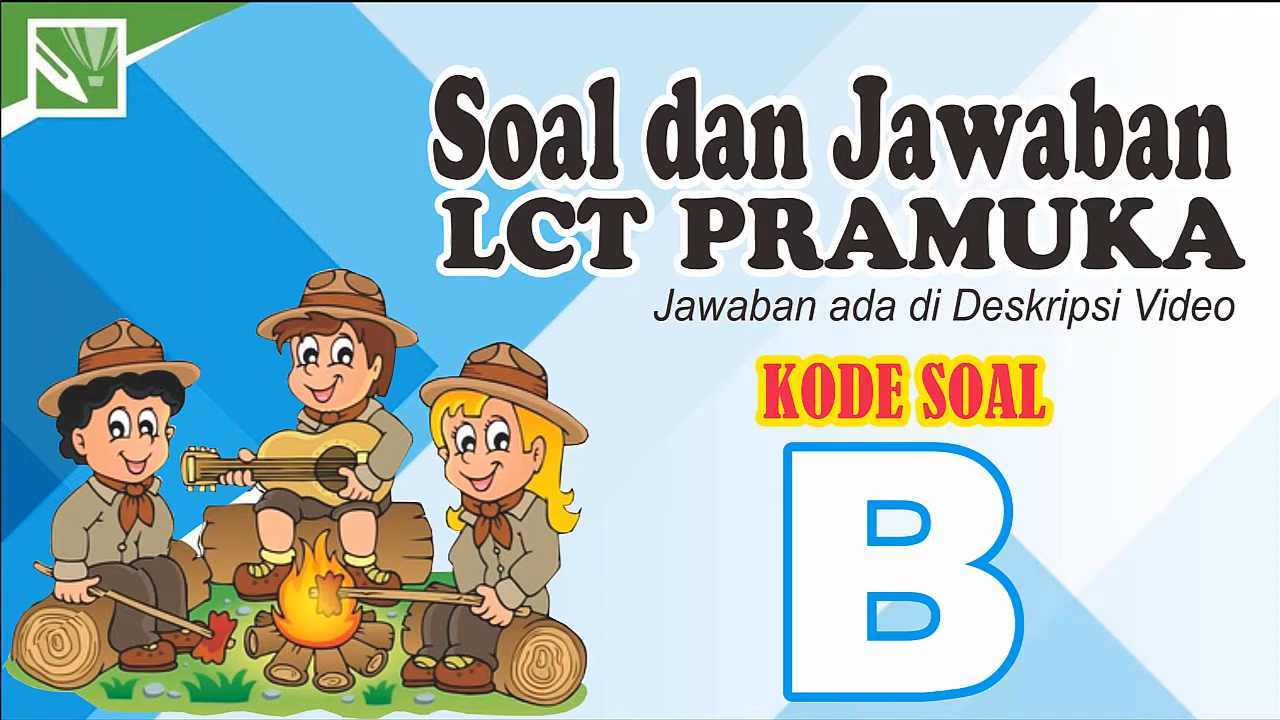 Soal dan Jawaban
LCT PRAMUKA
Jawaban ada di Deskripsi Video
KODE SOAL
B